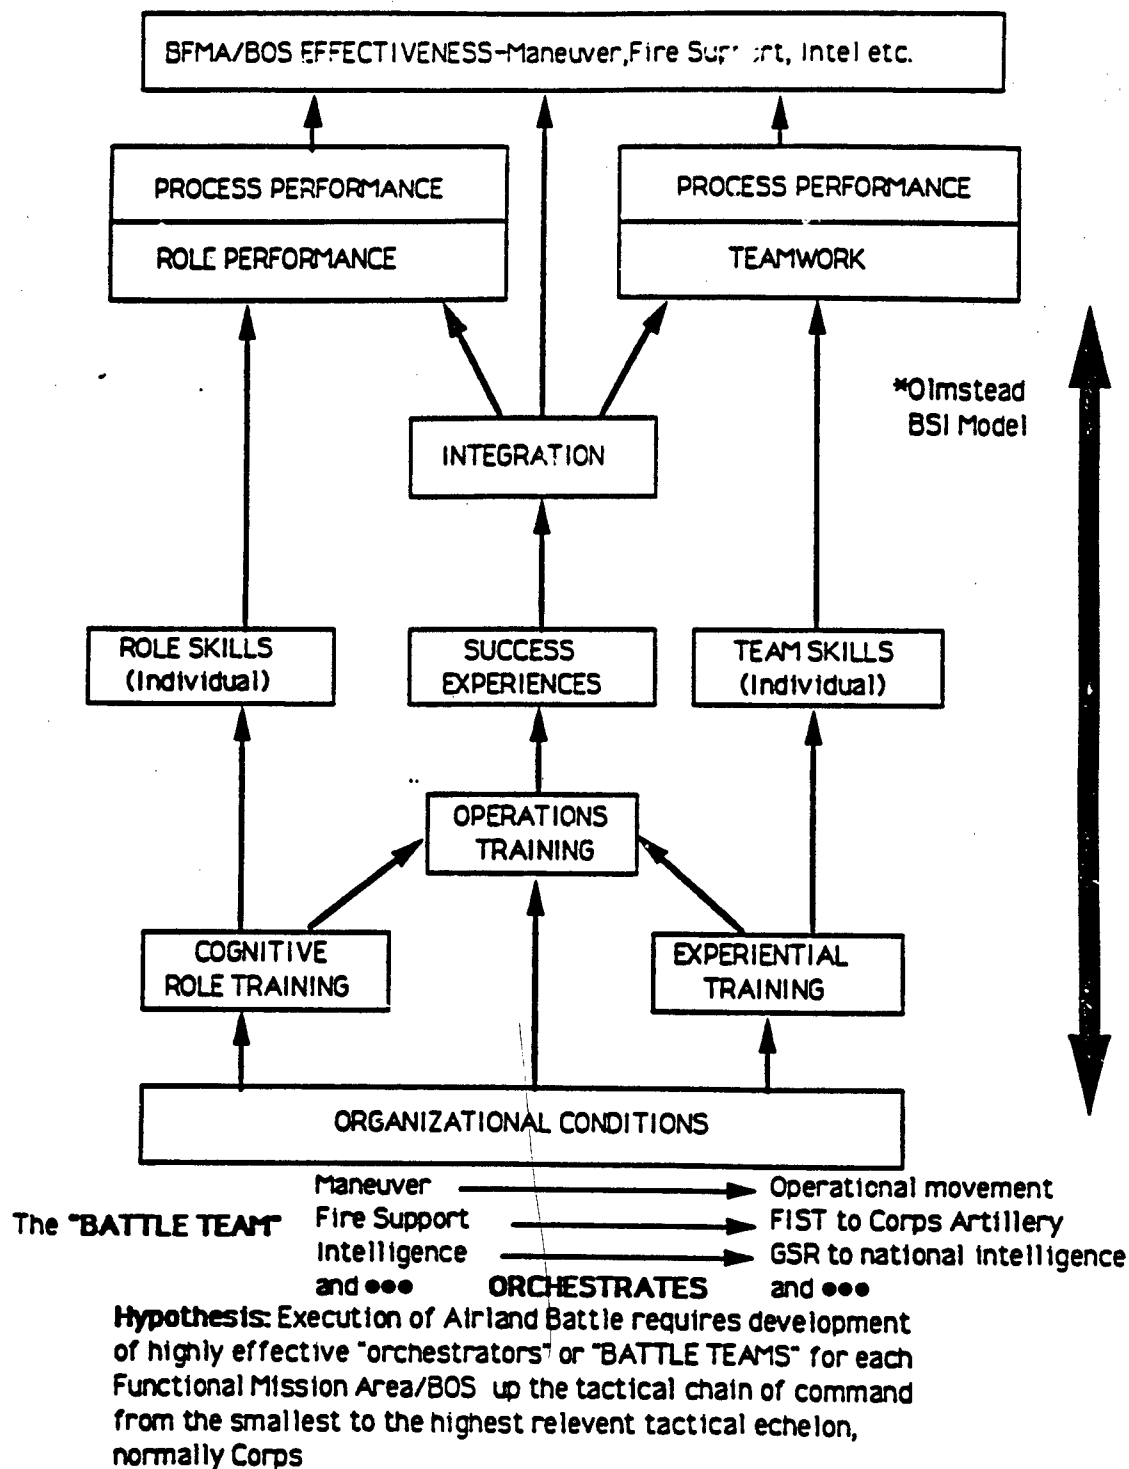 BFMA/BOS EFFECTIVENESS-Maneuver,Fire Support, Intel etc.
PROCESS PERFORMANCE
ROLE PERFORMANCE
PROCESS PERFORMANCE
TEAMWORK
*Olmstead
BSI Model
INTEGRATION
ROLE SKILLS
(Individual)
SUCCESS
EXPERIENCES
TEAM SKILLS
(Individual)
OPERATIONS
TRAINING
COGNITIVE
ROLE TRAINING
EXPERIENTIAL
TRAINING
ORGANIZATIONAL CONDITIONS
Maneuver Operational movement
The "BATTLE TEAM" Fire Support FIST to Corps Artillery
Intelligence GSR to national intelligence
and ●●● ORCHESTRATES and ●●●
Hypothesis: Execution of Airland Battle requires development
of highly effective "orchestrators" or "BATTLE TEAMS" for each
Functional Mission Area/BOS up the tactical chain of command
from the smallest to the highest relevent tactical echelon,
normally Corps